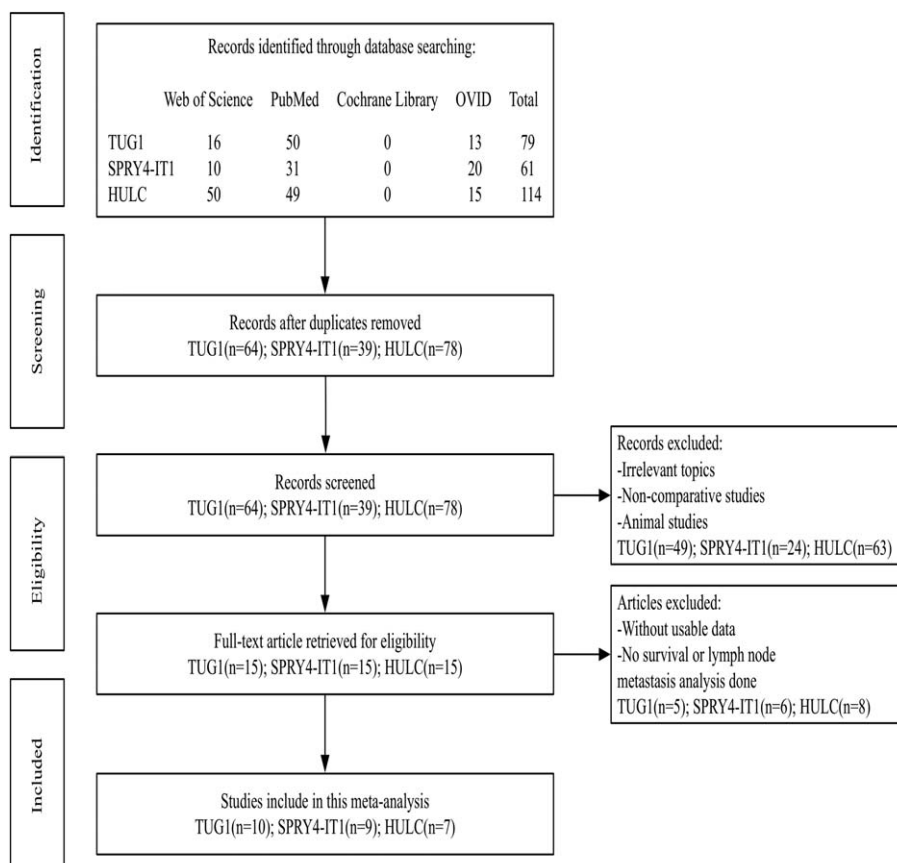 Identification
Records identified through database searching:
Web of Science PubMed Cochrane Library OVID Total
TUG1 16 50 0 13 79
SPRY4-IT1 10 31 0 20 61
HULC 50 49 0 15 114
Screening
Records after duplicates removed
TUG1(n=64); SPRY4-IT1(n=39); HULC(n=78)
Eligibility
Records screened
TUG1(n=64); SPRY4-IT1(n=39); HULC(n=78)
Records excluded:
-Irrelevant topics
-Non-comparative studies
-Animal studies
TUG1(n=49); SPRY4-IT1(n=24); HULC(n=63)
Full-text article retrieved for eligibility
TUG1(n=15); SPRY4-IT1(n=15); HULC(n=15)
Articles excluded:
-Without usable data
-No survival or lymph node
metastasis analysis done
TUG1(n=5); SPRY4-IT1(n=6); HULC(n=8)
Included
Studies include in this meta-analysis
TUG1(n=10); SPRY4-IT1(n=9); HULC(n=7)